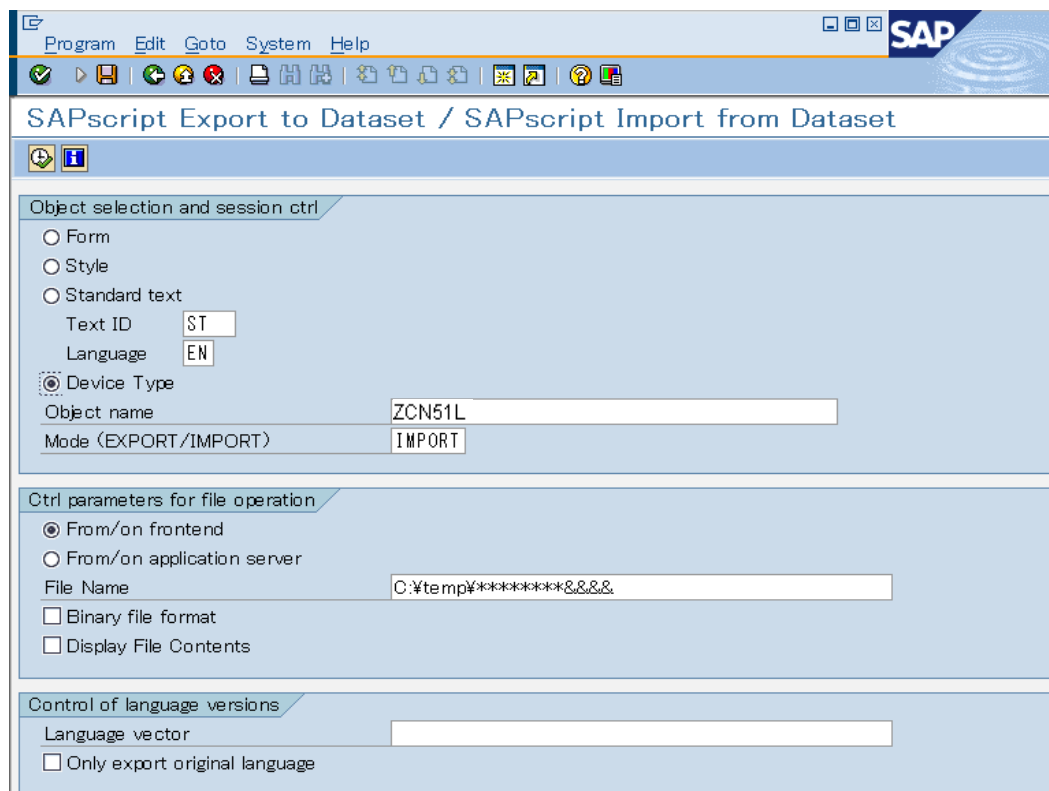 Program Edit Goto System Help
SAP
SAPscript Export to Dataset / SAPscript Import from Dataset
Object selection and session ctrl
Form
Style
Standard text
Text ID ST
Language EN
Device Type
Object name ZCN51L
Mode (EXPORT/IMPORT) IMPORT
Ctrl parameters for file operation
From/on frontend
From/on application server
File Name C:¥temp¥********&&&&
Binary file format
Display File Contents
Control of language versions
Language vector
Only export original language